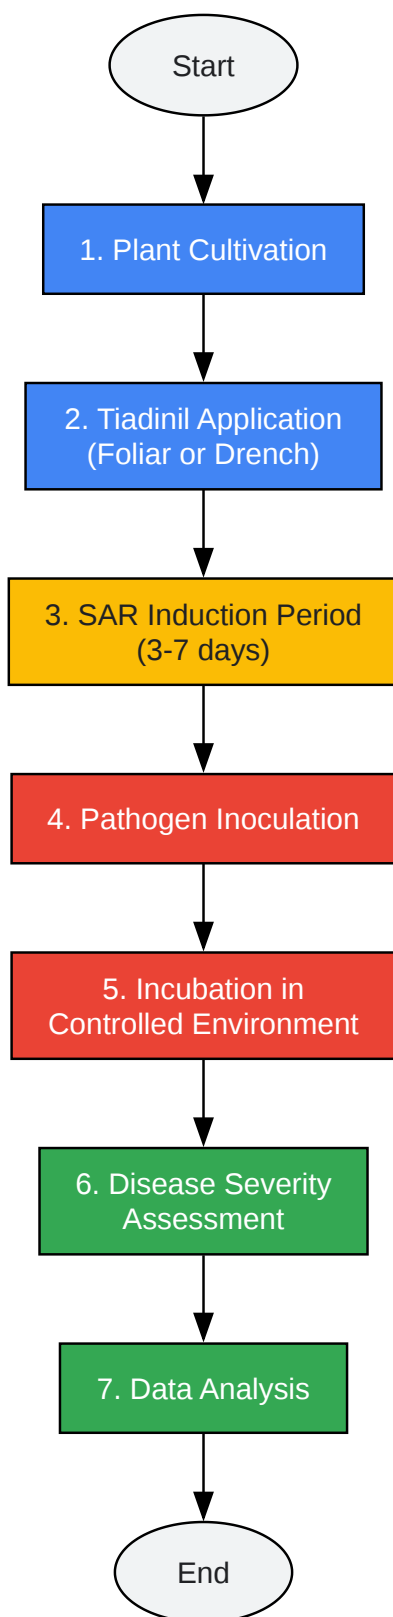 Start
1. Plant Cultivation
2. Tiadinil Application
(Foliar or Drench)
3. SAR Induction Period
(3-7 days)
4. Pathogen Inoculation
5. Incubation in
Controlled Environment
6. Disease Severity
Assessment
7. Data Analysis
End